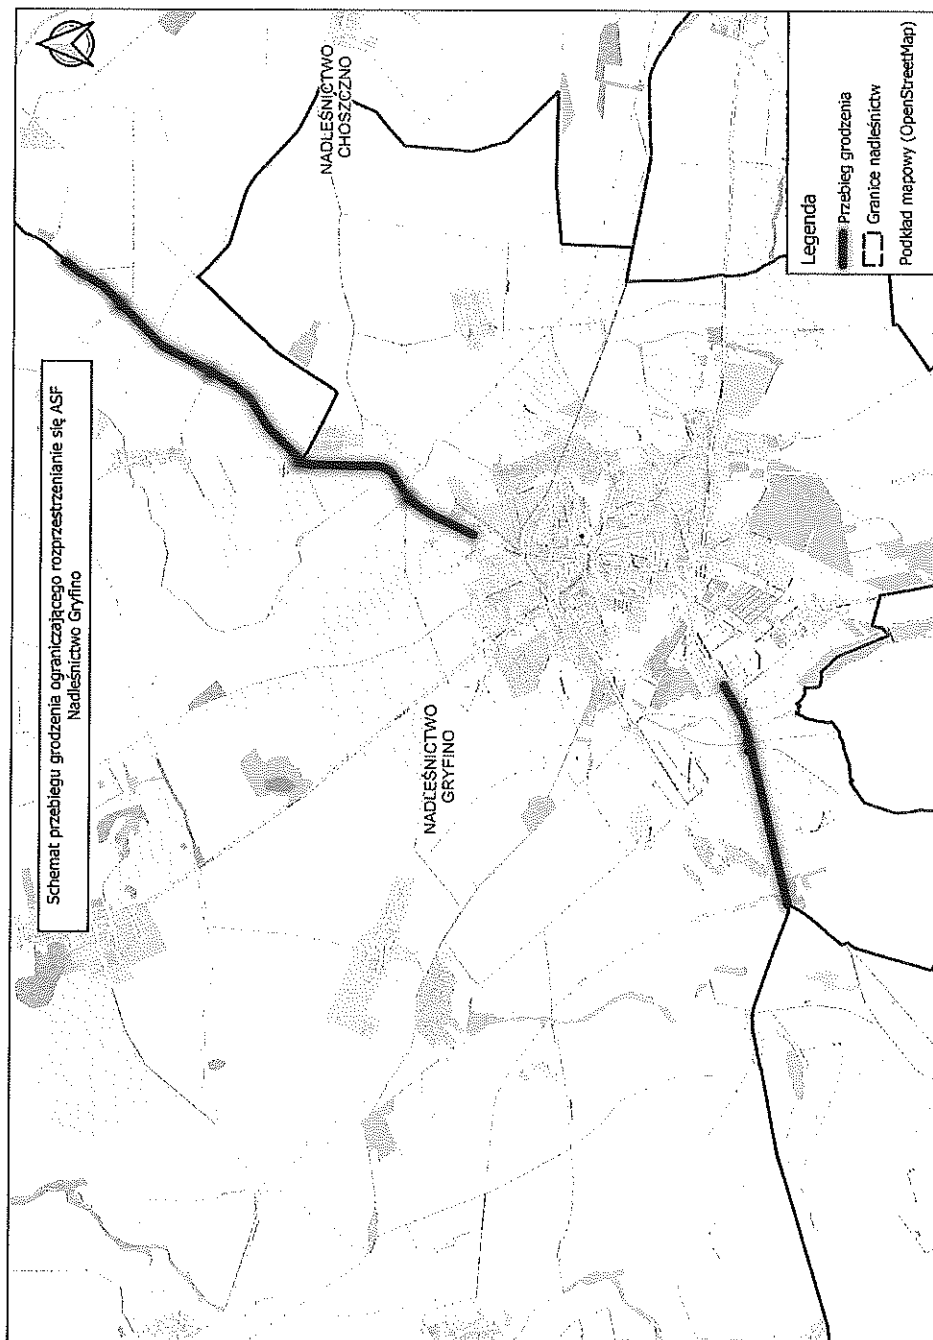 Schemat przebiegu grodzenia ograniczającego rozprzestrzenianie się ASF
Nadleśnictwo Gryfino
NADLEŚNICTWO
CHOSZCZNO
NADLEŚNICTWO
GRYFINO
Legenda
Przebieg grodzenia
Granice nadleśnictw
Podkład mapowy (OpenStreetMap)